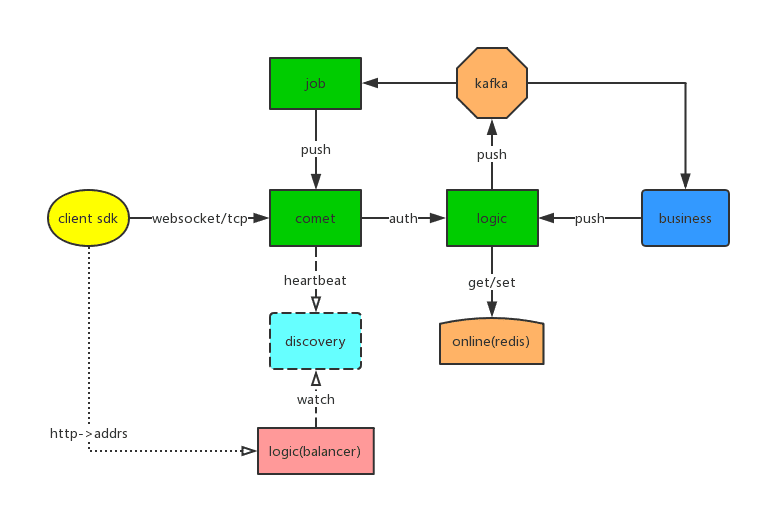 job
kafka
push
push
client sdk
websocket/tcp
comet
auth
logic
push
business
heartbeat
get/set
discovery
online(redis)
watch
http->addrs
logic(balancer)